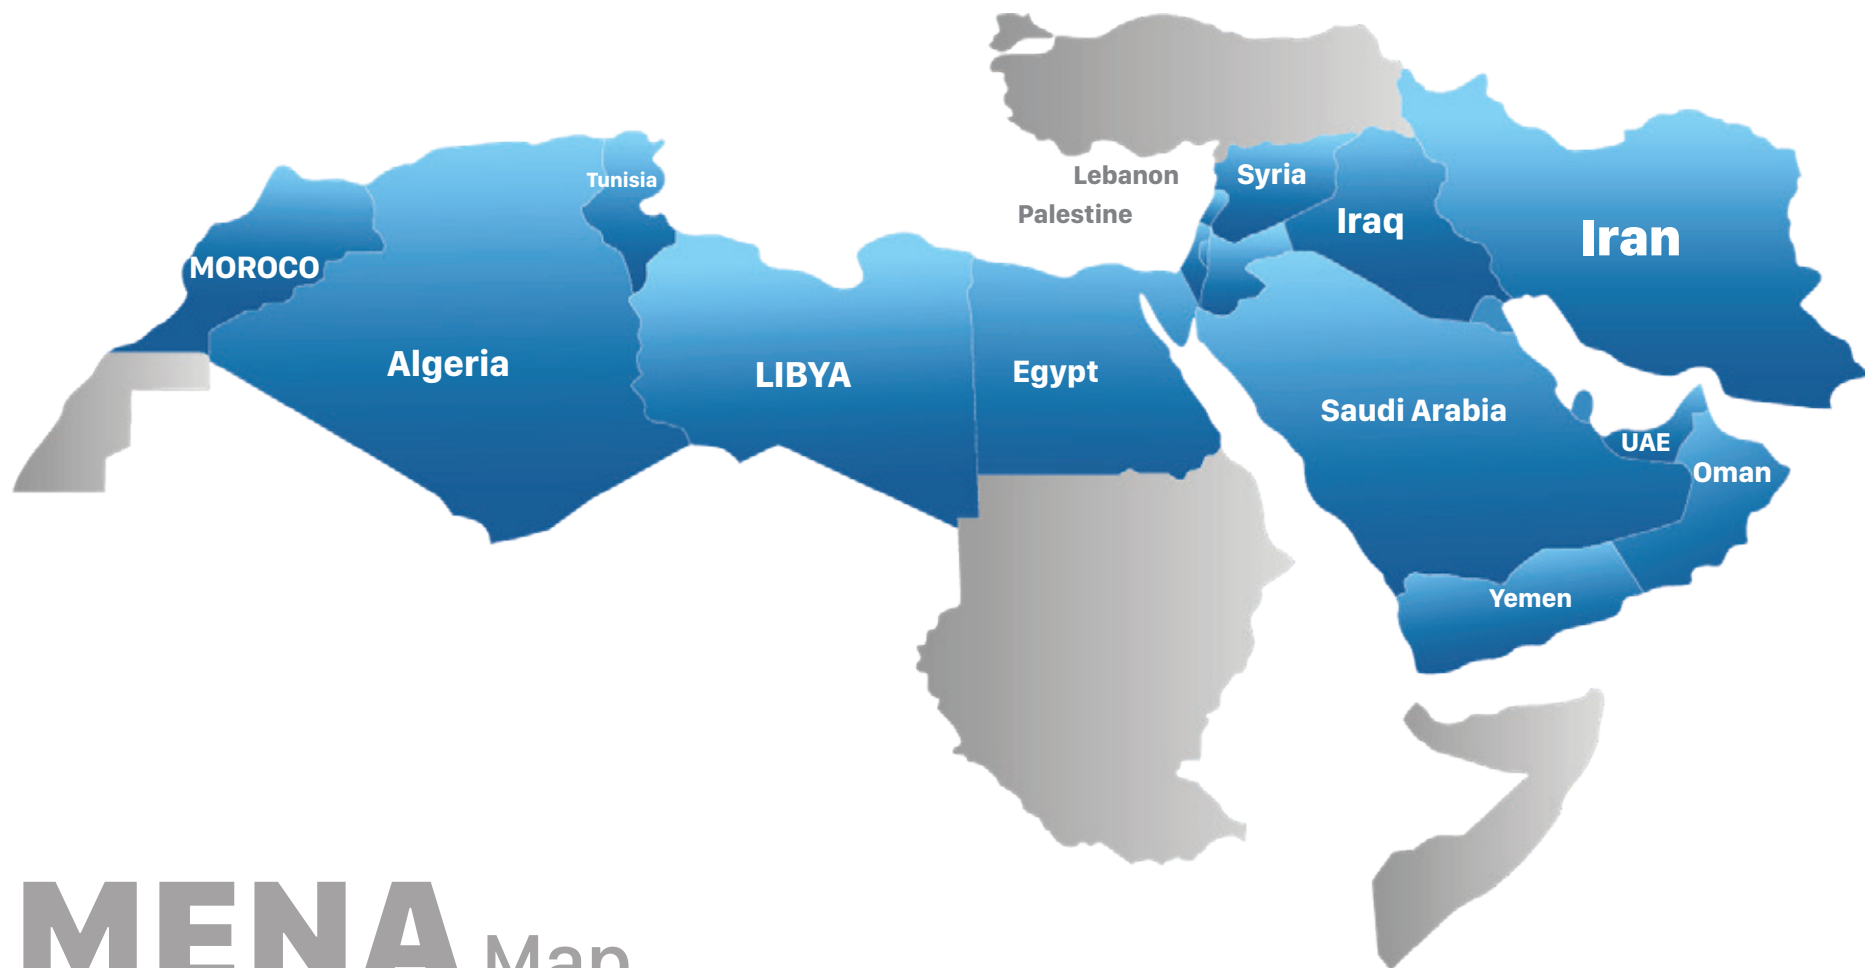 Lebanon
Syria
Tunisia
Palestine
Iraq
Iran
MOROCO
Algeria
LIBYA
Egypt
Saudi Arabia
UAE
Oman
Yemen
MENA Map